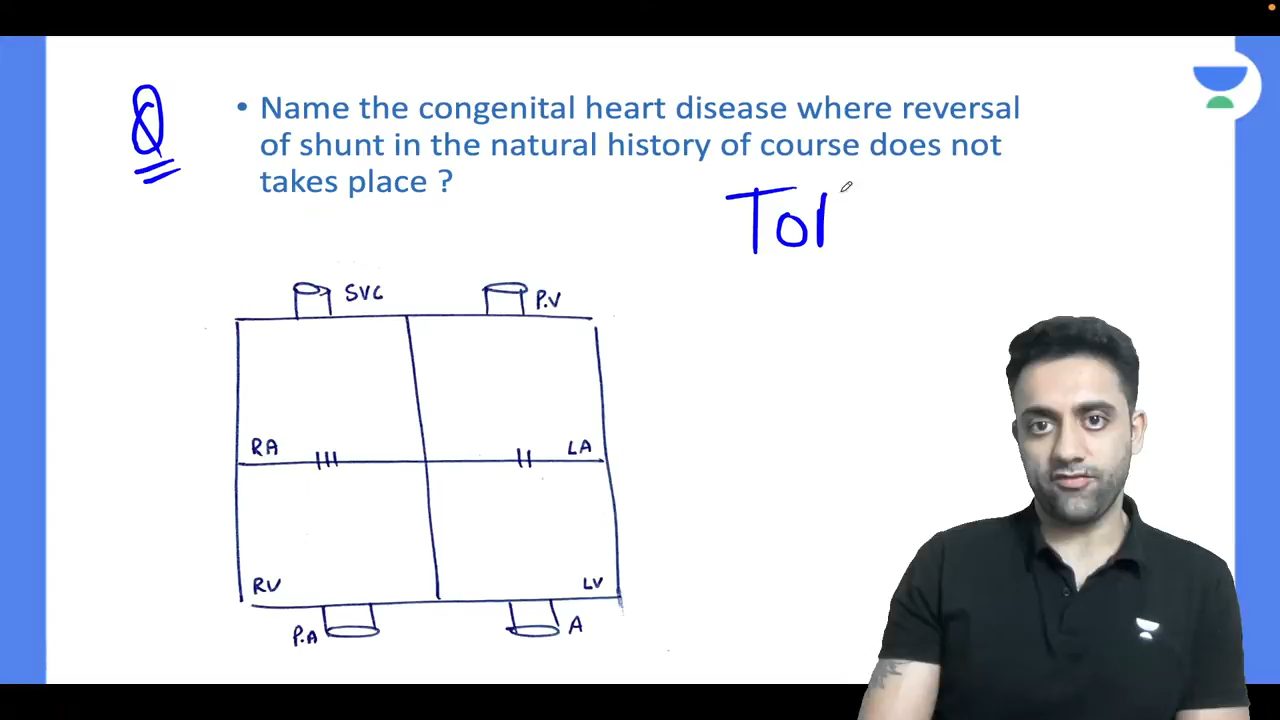 Q
• Name the congenital heart disease where reversal
of shunt in the natural history of course does not
takes place ?
SVC P.V
RA LA
RV LV
P.A A